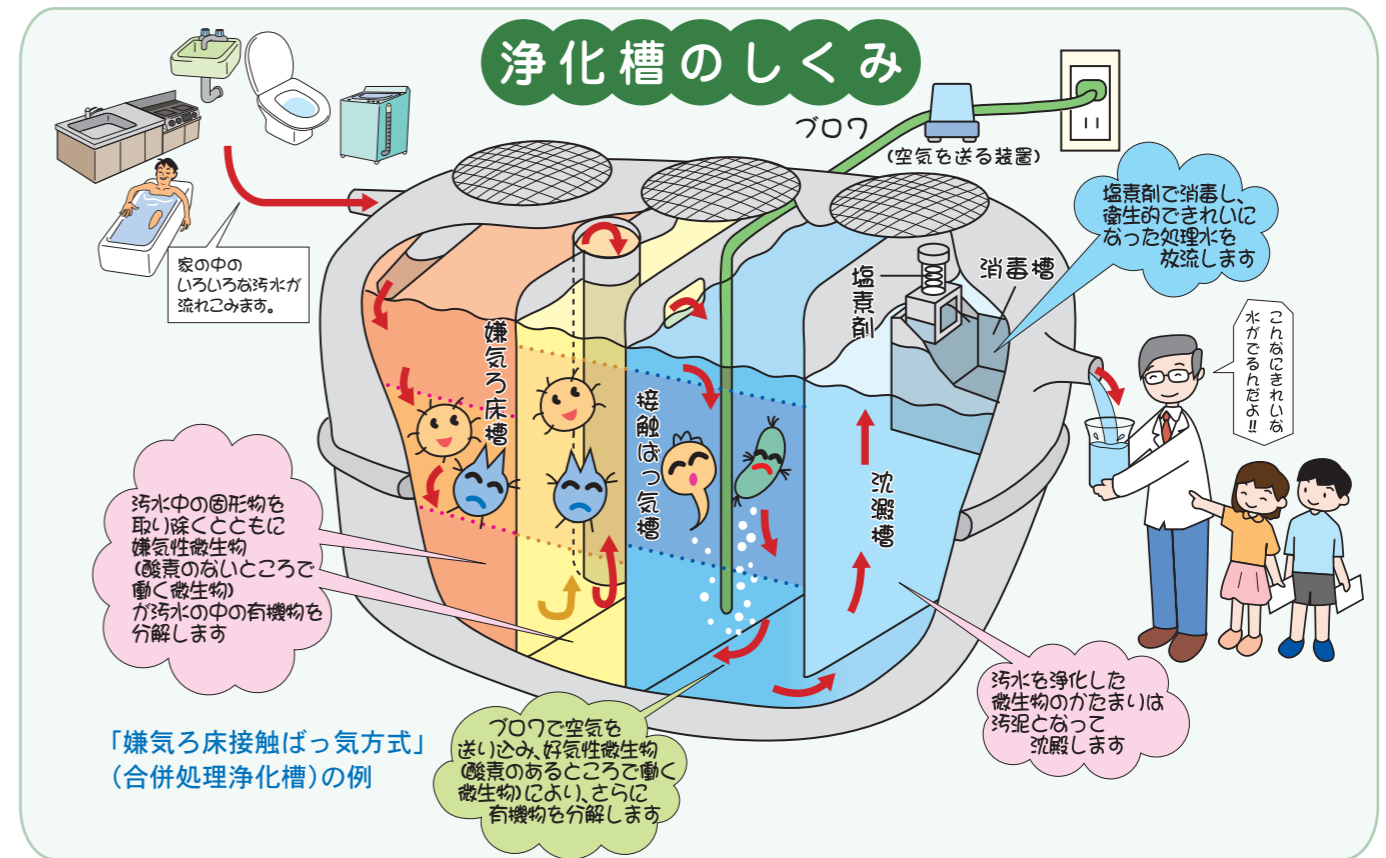 浄化槽のしくみ
ブロワ
(空気を送る装置)
家の中の
いろいろな汚水が
流れこみます。
塩素剤で消毒し、
衛生的できれいに
なった処理水を
放流します
塩素剤
消毒槽
こんなにきれいな
水がでるんだよ!!
嫌気ろ床槽
接触ばっ気槽
沈澱槽
汚水中の固形物を
取り除くとともに
嫌気性微生物
(酸素のないところで
働く微生物)
が汚水の中の有機物を
分解します
汚水を浄化した
微生物のかたまりは
汚泥となって
沈殿します
ブロワで空気を
送り込み、好気性微生物
(酸素のあるところで働く
微生物)により、さらに
有機物を分解します
「嫌気ろ床接触ばっ気方式」
(合併処理浄化槽)の例